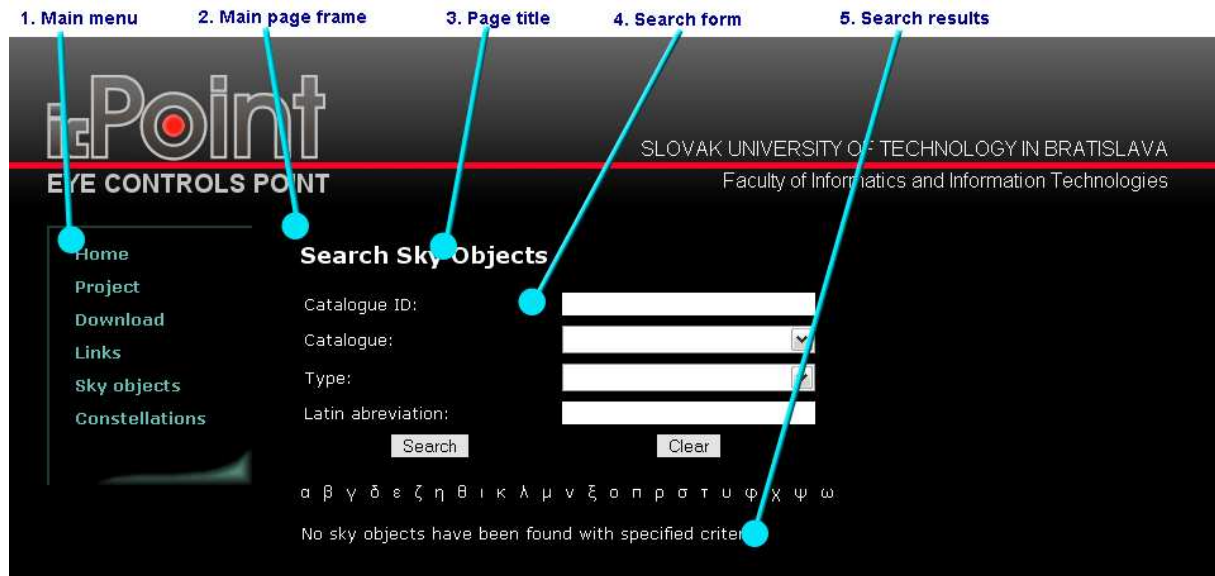 1. Main menu 2. Main page frame 3. Page title 4. Search form 5. Search results
icPoint
SLOVAK UNIVERSITY OF TECHNOLOGY IN BRATISLAVA
EYE CONTROLS POINT
Faculty of Informatics and Information Technologies
Home
Project
Download
Links
Sky objects
Constellations
Search Sky Objects
Catalogue ID:
Catalogue:
Type:
Latin abreviation:
Search Clear
α β γ δ ε ζ η θ ι κ λ μ ν ξ ο π ρ σ τ υ φ χ ψ ω
No sky objects have been found with specified criteria